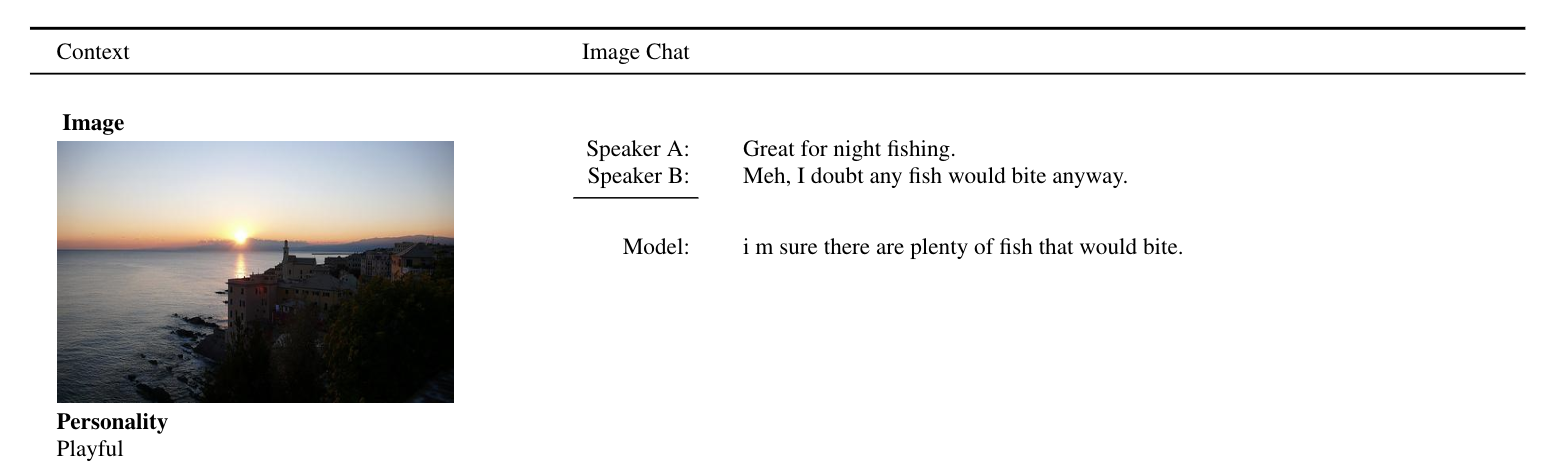 Context Image Chat
Image
Speaker A: Great for night fishing.
Speaker B: Meh, I doubt any fish would bite anyway.
Model: i m sure there are plenty of fish that would bite.
Personality
Playful